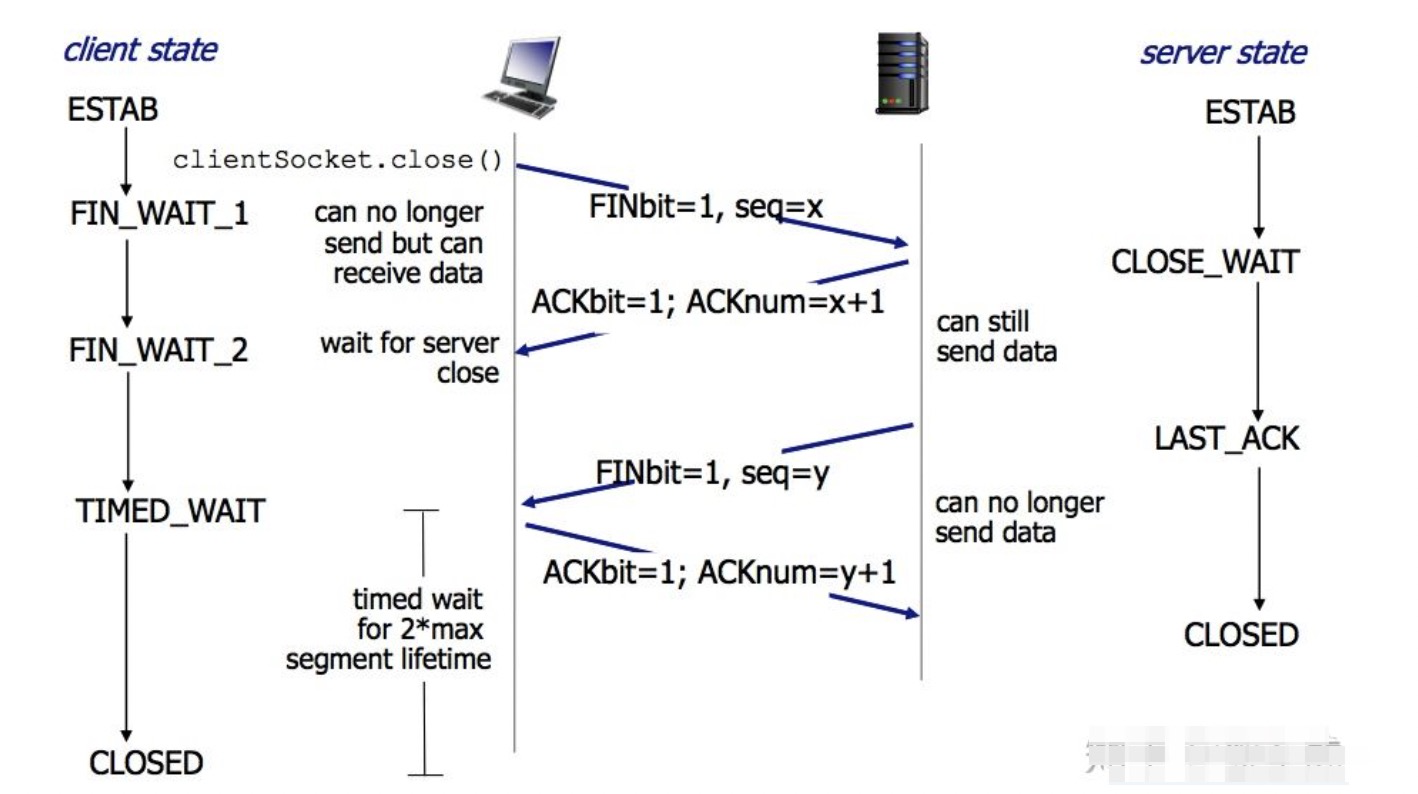 client state
server state
ESTAB
ESTAB
clientSocket.close()
FIN_WAIT_1
can no longer
send but can
receive data
FINbit=1, seq=x
CLOSE_WAIT
ACKbit=1; ACKnum=x+1
can still
send data
FIN_WAIT_2
wait for server
close
LAST_ACK
FINbit=1, seq=y
can no longer
send data
TIMED_WAIT
ACKbit=1; ACKnum=y+1
timed wait
for 2*max
segment lifetime
CLOSED
CLOSED